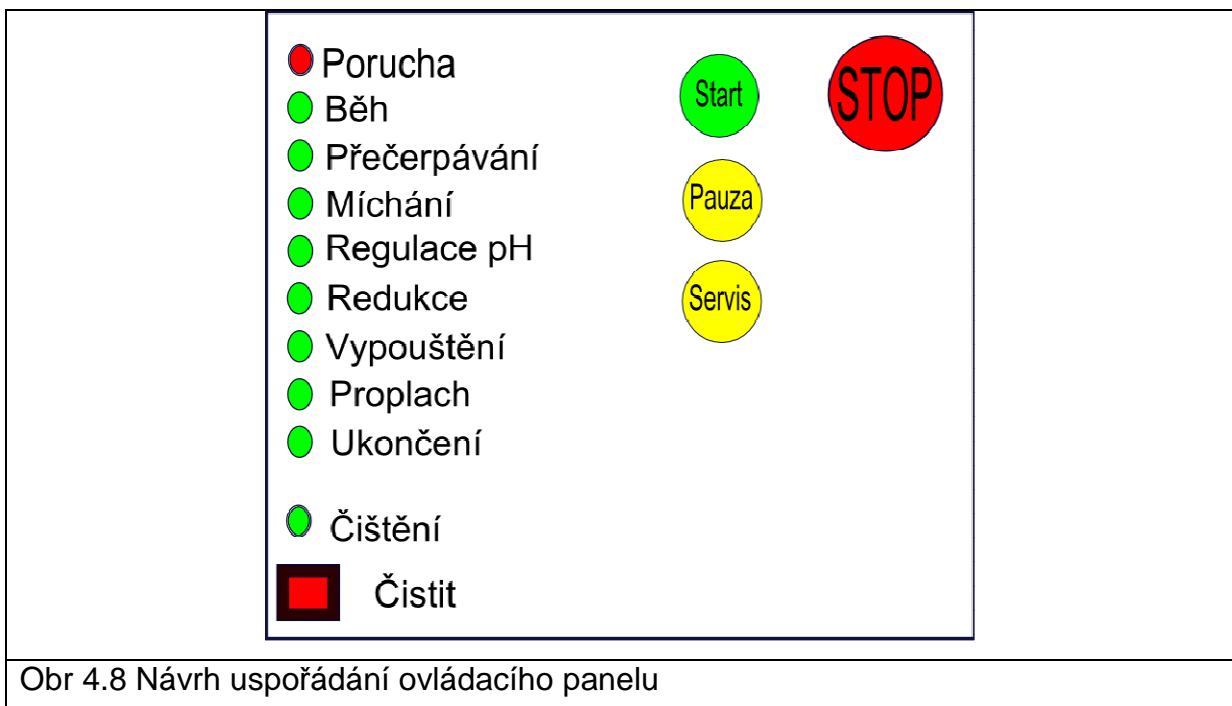 Porucha
Běh
Přečerpávání
Míchání
Regulace pH
Redukce
Vypouštění
Proplach
Ukončení
Čištění
Čistit
Start
Pauza
Servis
STOP
Obr 4.8 Návrh uspořádání ovládacího panelu